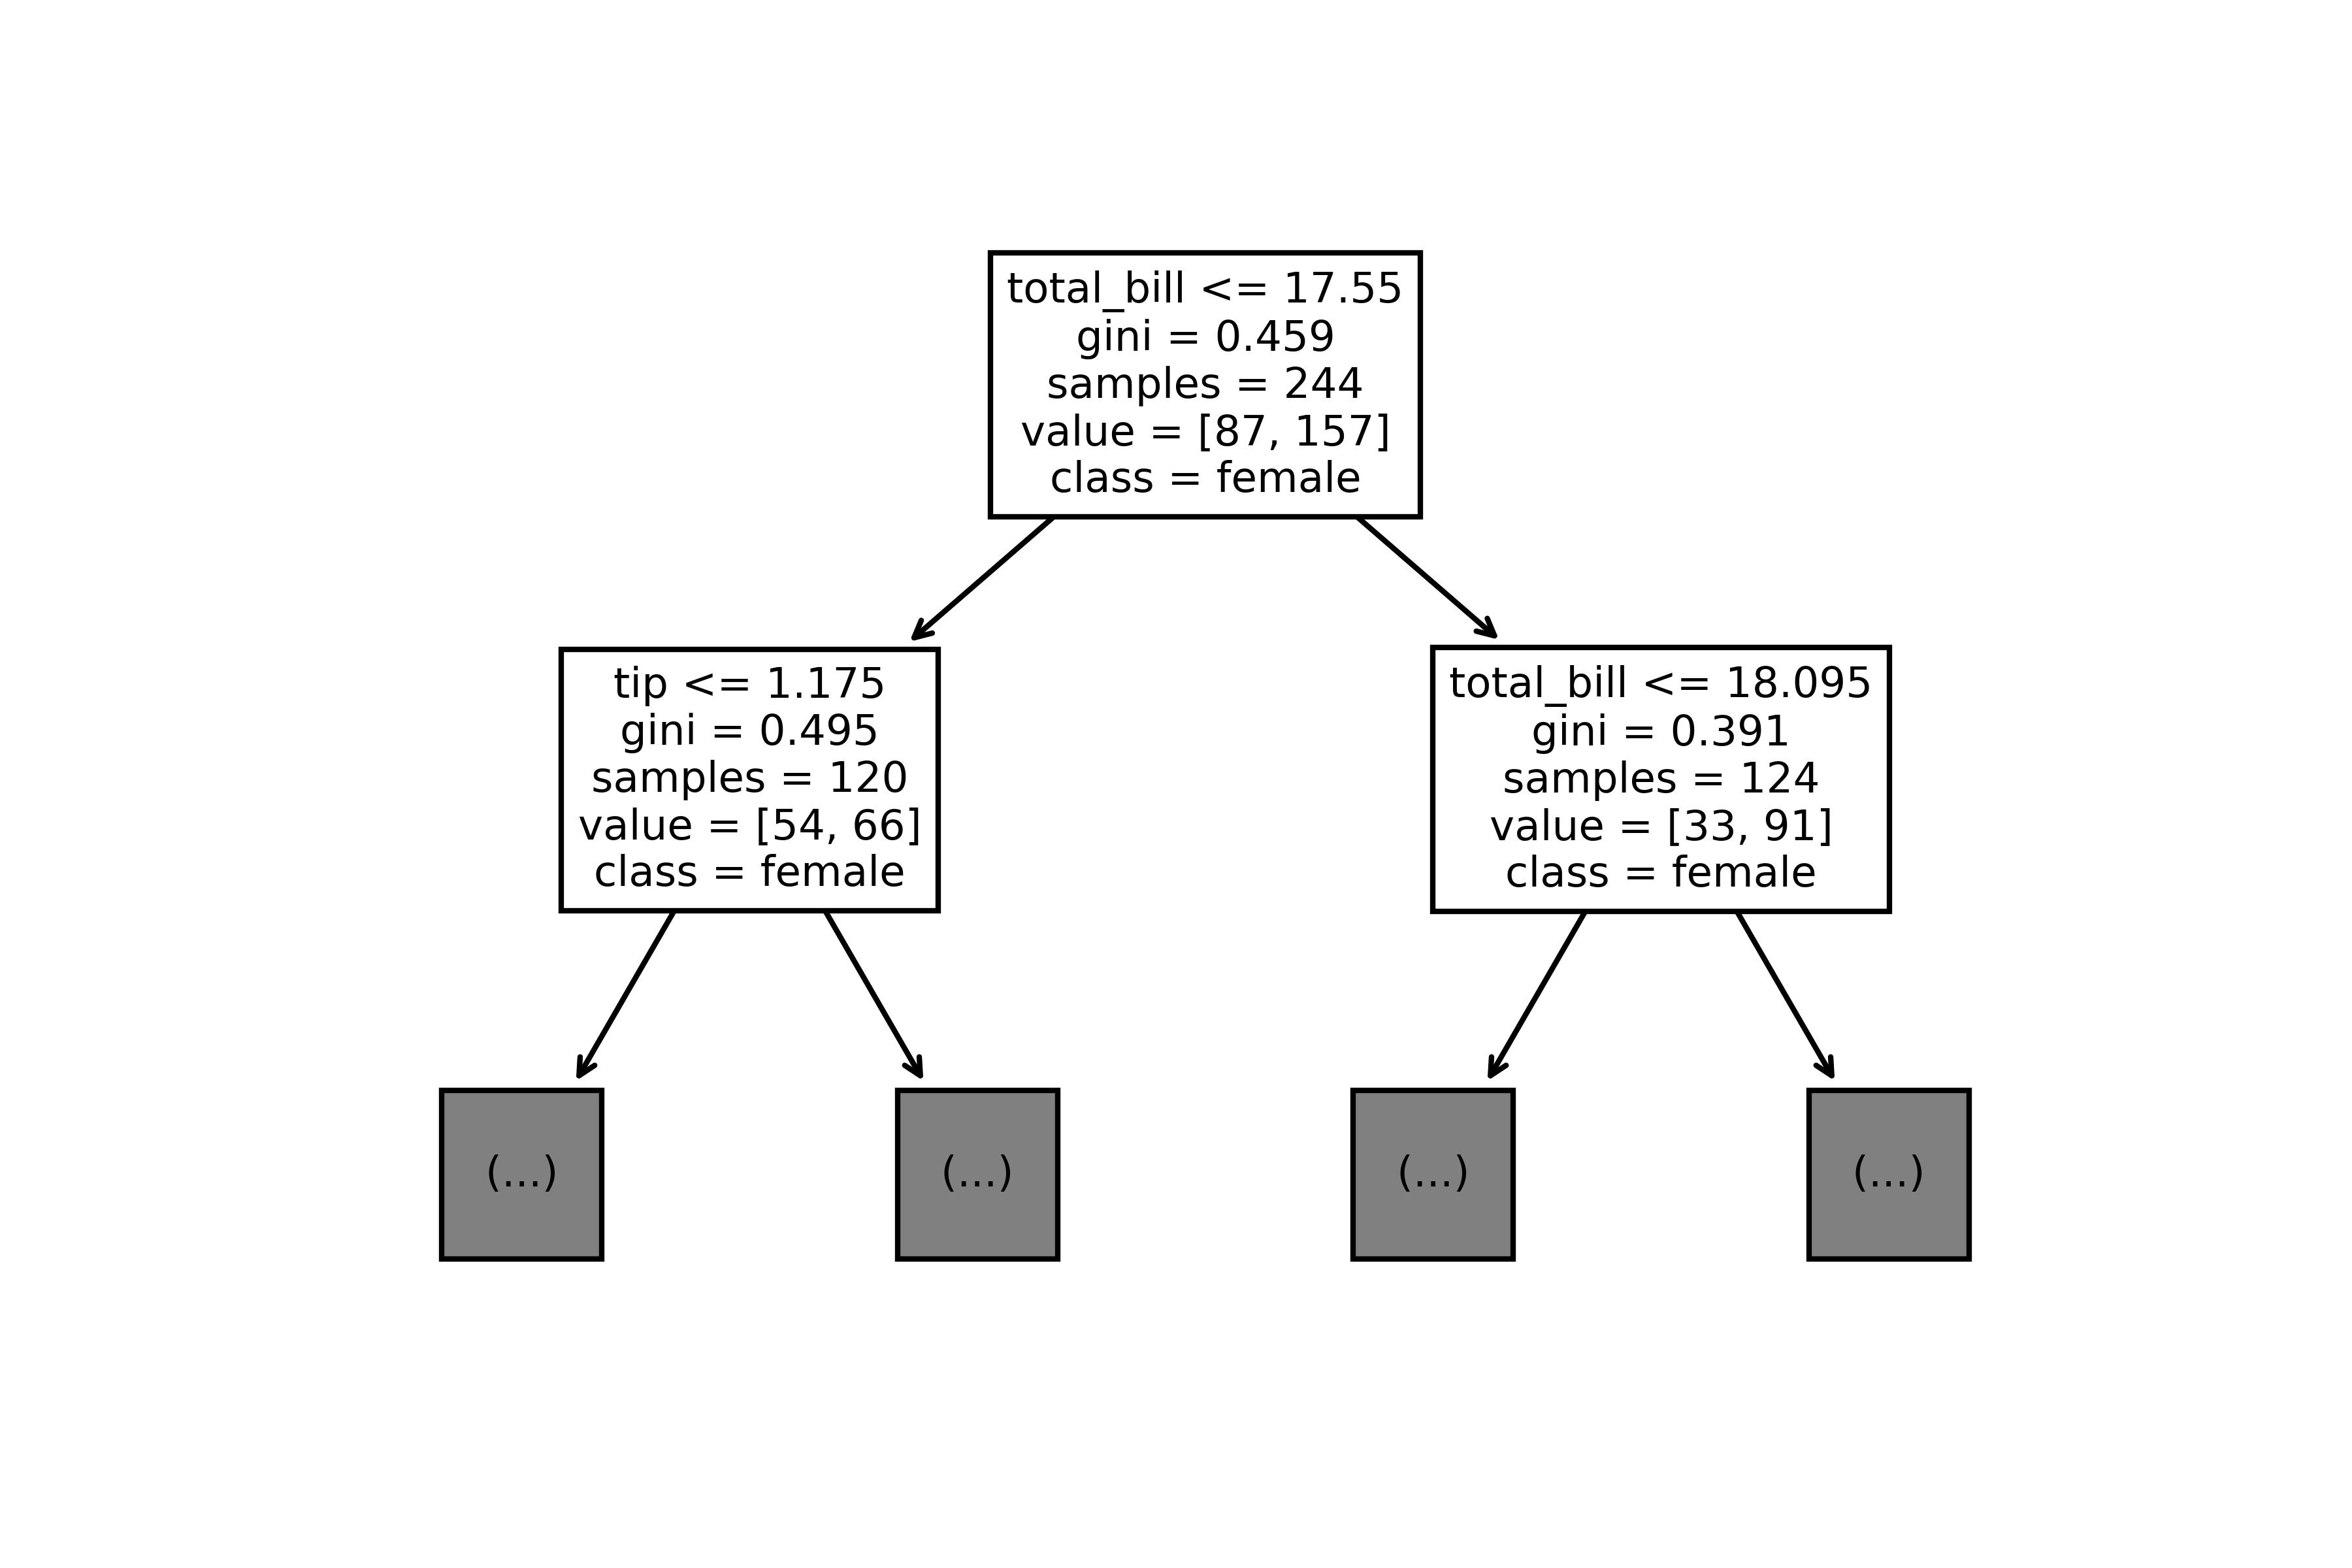 total_bill <= 17.55
gini = 0.459
samples = 244
value = [87, 157]
class = female
tip <= 1.175
gini = 0.495
samples = 120
value = [54, 66]
class = female
total_bill <= 18.095
gini = 0.391
samples = 124
value = [33, 91]
class = female
(...)
(...)
(...)
(...)